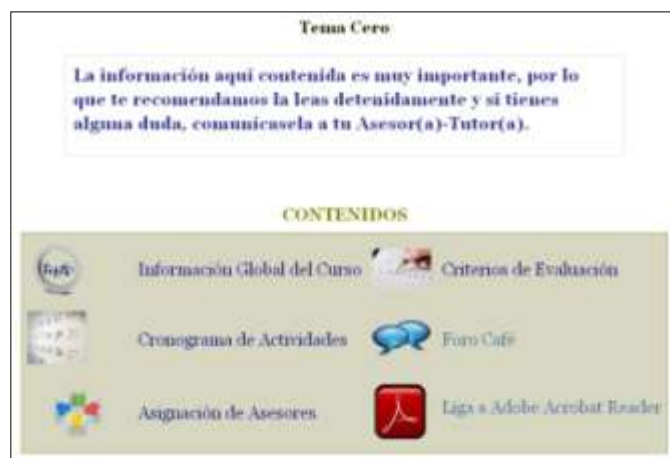 Tema Cero
La información aquí contenida es muy importante, por lo
que te recomendamos la leas detenidamente y si tienes
alguna duda, comunícasela a tu Asesor(a)-Tutor(a).
CONTENIDOS
Información Global del Curso
Criterios de Evaluación
Cronograma de Actividades
Foro Café
Asignación de Asesores
Liga a Adobe Acrobat Reader